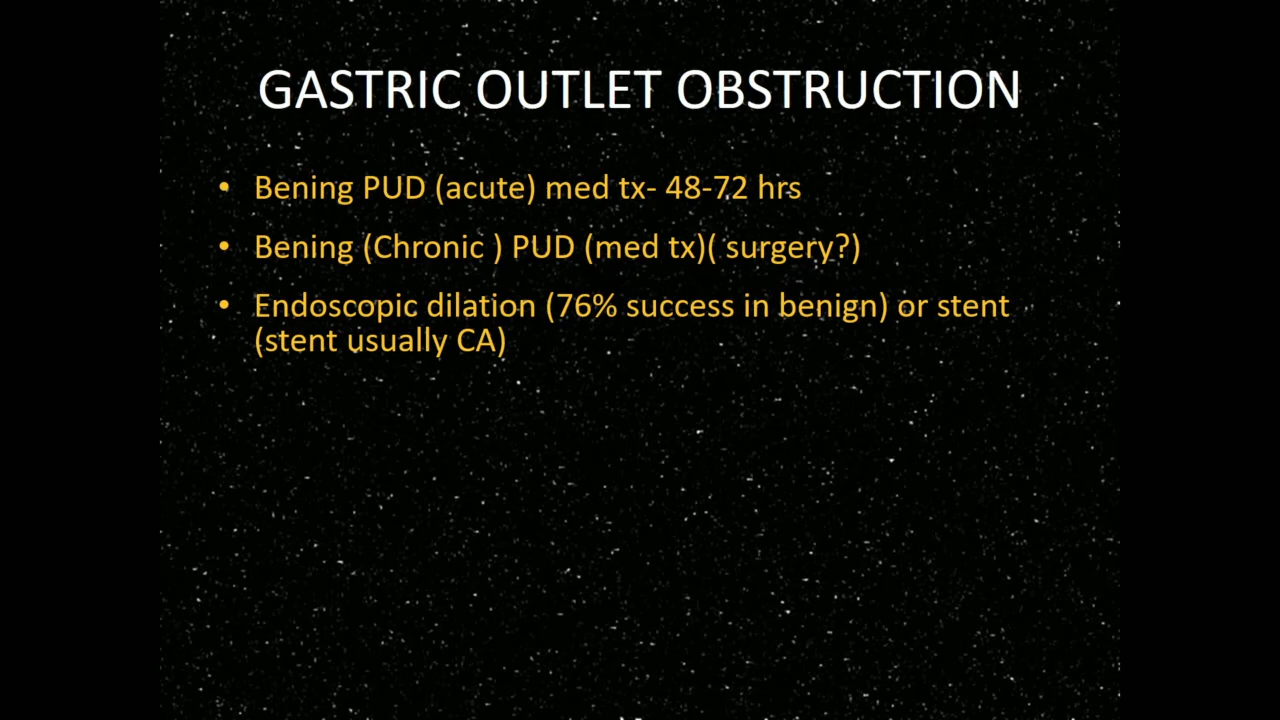 GASTRIC OUTLET OBSTRUCTION
• Bening PUD (acute) med tx- 48-72 hrs
• Bening (Chronic ) PUD (med tx)( surgery?)
• Endoscopic dilation (76% success in benign) or stent
(stent usually CA)